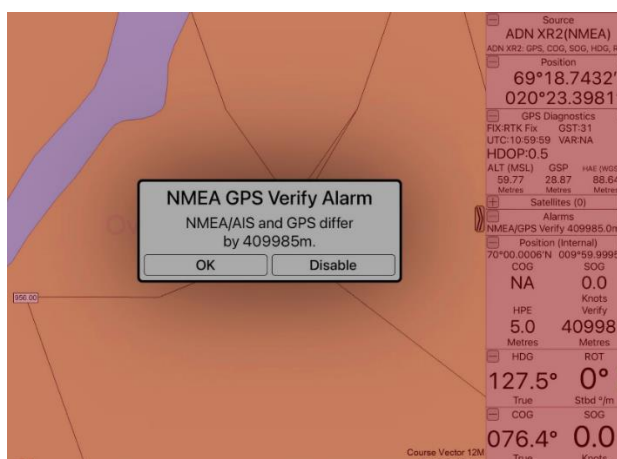 Source
ADN XR2(NMEA)
ADN XR2: GPS, COG, SOG, HDG, R
Position
69°18.7432'
020°23.3981'
GPS Diagnostics
FIX:RTK Fix GST:31
UTC:10:59:59 VAR:NA
HDOP:0.5
ALT (MSL) GSP HAE (WGS
59.77 28.87 88.64
Metres Metres Metres
Satellites (0)
Alarms
NMEA/GPS Verify 409985.0m
Position (Internal)
70°00.0006'N 009°59.9995
COG SOG
NA 0.0
Knots
HPE Verify
5.0 40998
Metres Metres
HDG ROT
127.5° 0°
True Stbd °/m
COG SOG
076.4° 0.0
True Knots
NMEA GPS Verify Alarm
NMEA/AIS and GPS differ
by 409985m.
OK Disable
956.00
Course Vector 12M